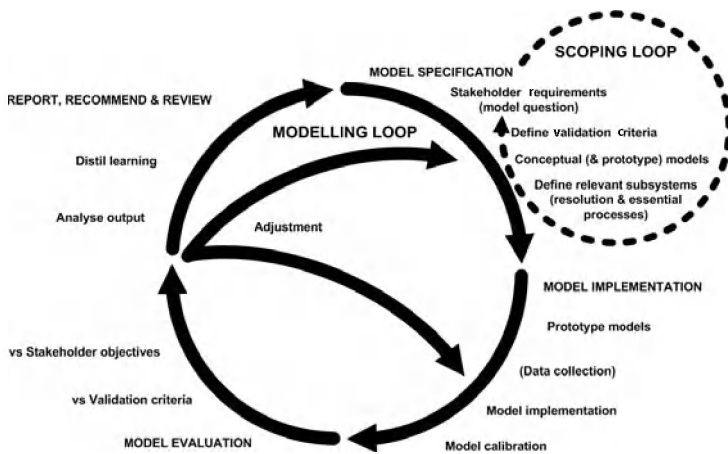 SCOPING LOOP
MODEL SPECIFICATION
Stakeholder requirements
(model question)
REPORT, RECOMMEND & REVIEW
MODELLING LOOP
Define validation criteria
Distil learning
Conceptual (& prototype) models
Define relevant subsystems
(resolution & essential
processes)
Analyse output
Adjustment
MODEL IMPLEMENTATION
Prototype models
vs Stakeholder objectives
(Data collection)
vs Validation criteria
Model implementation
MODEL EVALUATION
Model calibration